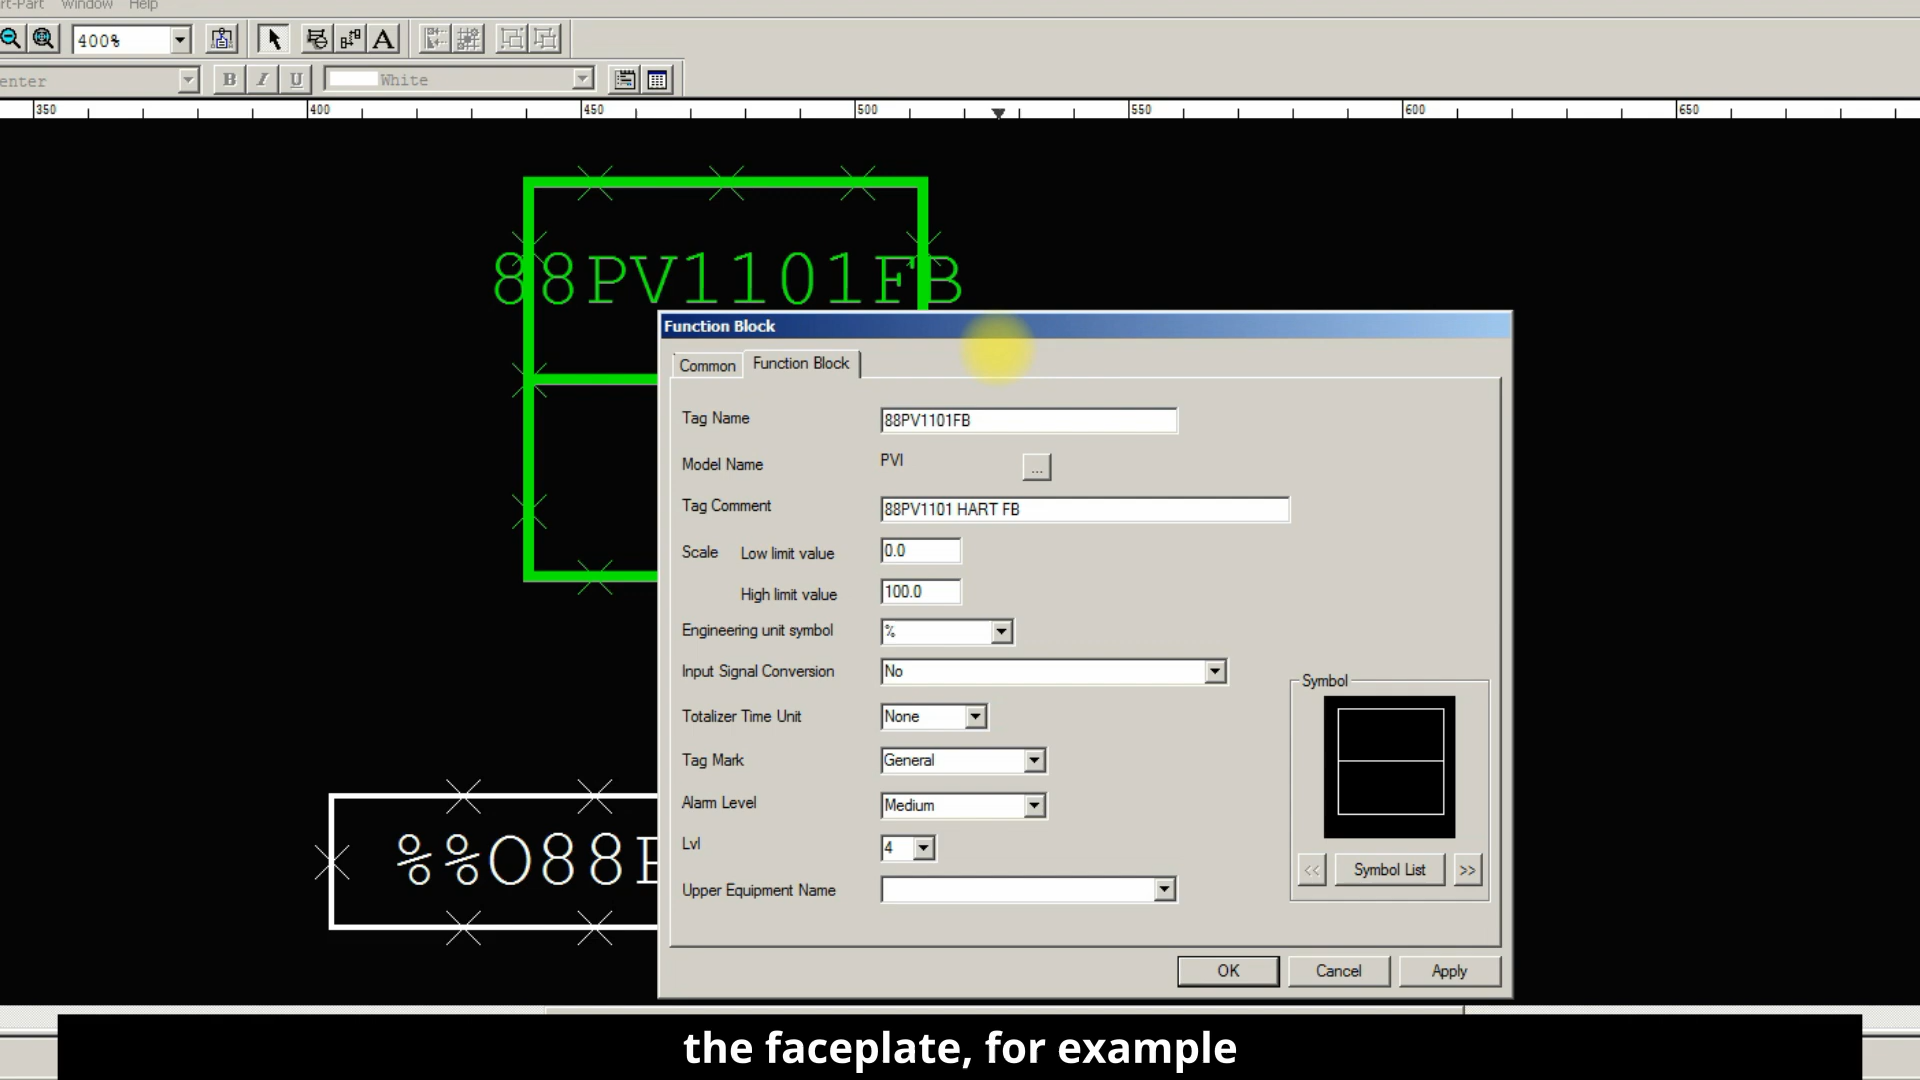 rt-Part Window Help
400%
B I U White
enter
350 400 450 500 550 600 650
88PV1101FB
Function Block
Common Function Block
Tag Name 88PV1101FB
Model Name PVI ...
Tag Comment 88PV1101 HART FB
Scale Low limit value 0.0
High limit value 100.0
Engineering unit symbol %
Input Signal Conversion No
Totalizer Time Unit None
Tag Mark General
Alarm Level Medium
Lvl 4
Upper Equipment Name
Symbol
<< Symbol List >>
OK Cancel Apply
%%O88
the faceplate, for example